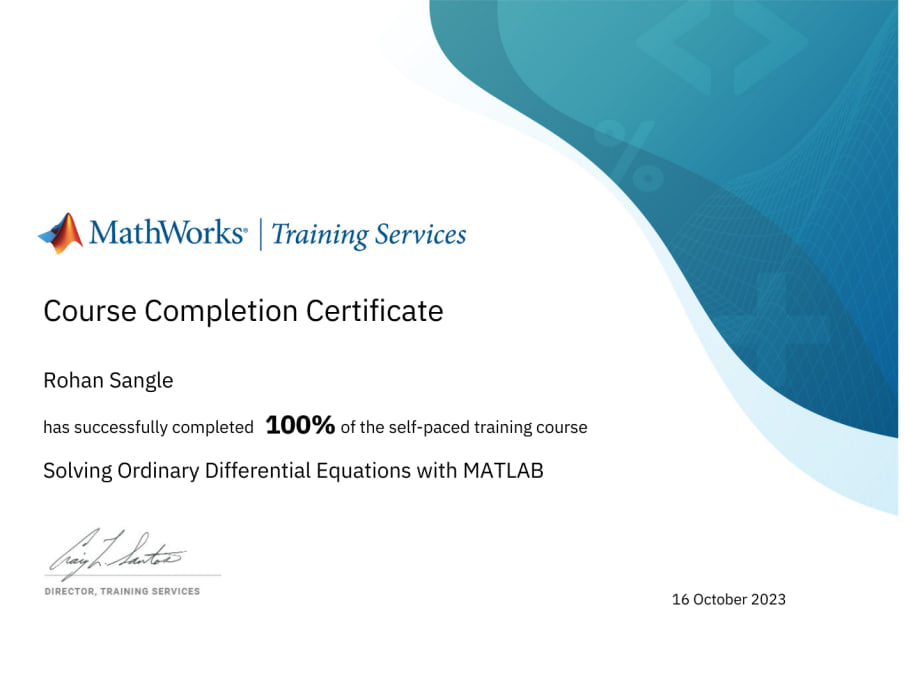 MathWorks® | Training Services
Course Completion Certificate
Rohan Sangle
has successfully completed 100% of the self-paced training course
Solving Ordinary Differential Equations with MATLAB
Craig L. Santos
DIRECTOR, TRAINING SERVICES
16 October 2023